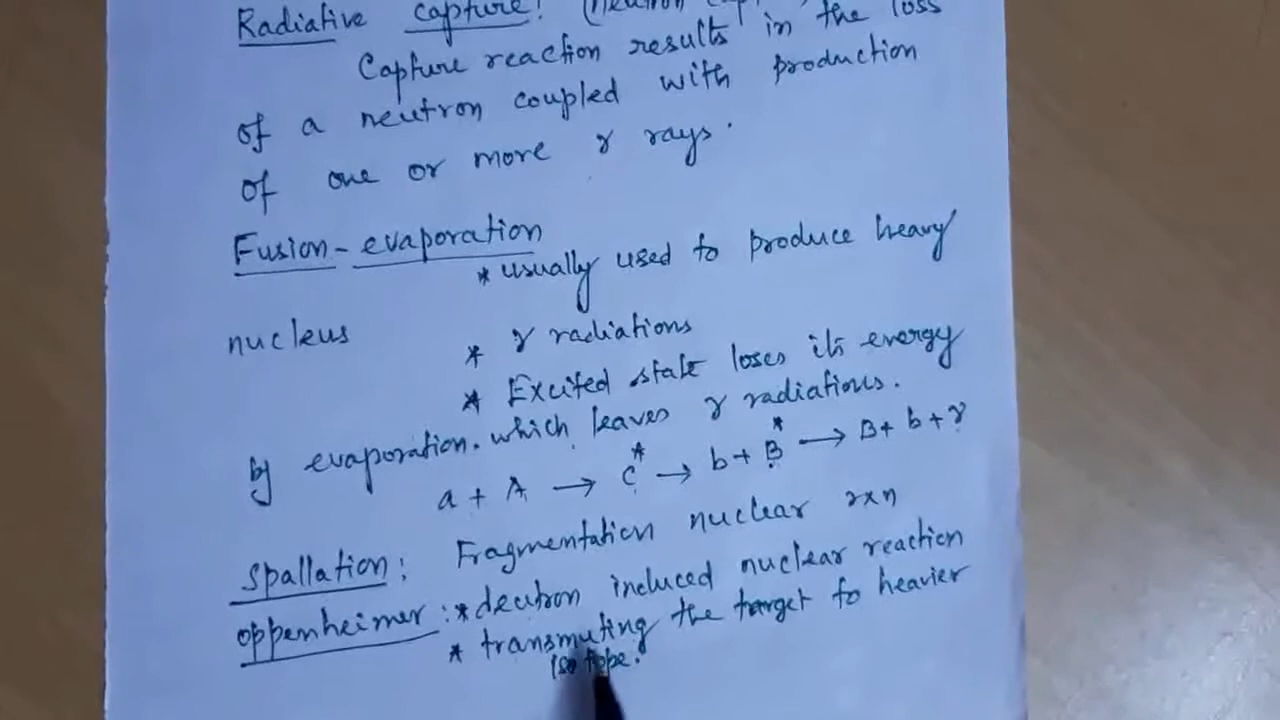 Radiative capture: (neutron
Capture reaction results in the loss
of a neutron coupled with production
of one or more γ rays.
Fusion-evaporation
* usually used to produce heavy
nucleus
* γ radiations
* Excited state loses its energy
by evaporation. which leaves γ radiations.
a + A → C* → b + B* → B + b + γ
Spallation: Fragmentation nuclear rxn
oppenheimer: * deutron induced nuclear reaction
* transmuting the target to heavier
isotope.